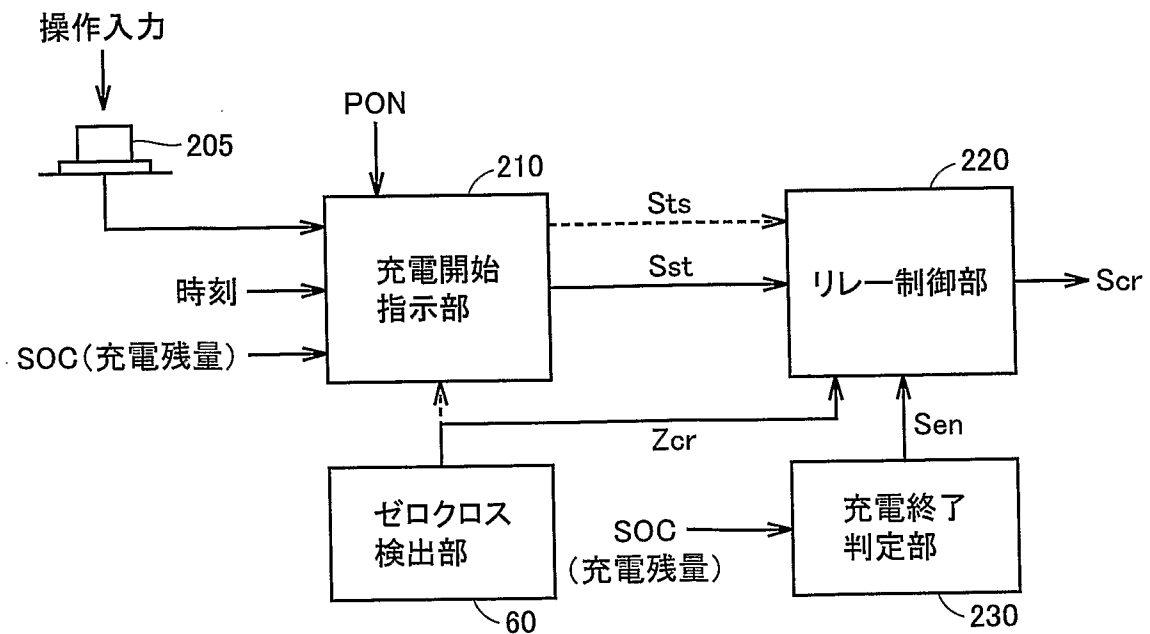 操作入力
205
PON
210
220
充電開始
指示部
時刻
SOC(充電残量)
Sts
Sst
リレー制御部
Scr
Zcr
Sen
ゼロクロス
検出部
60
SOC
(充電残量)
充電終了
判定部
230